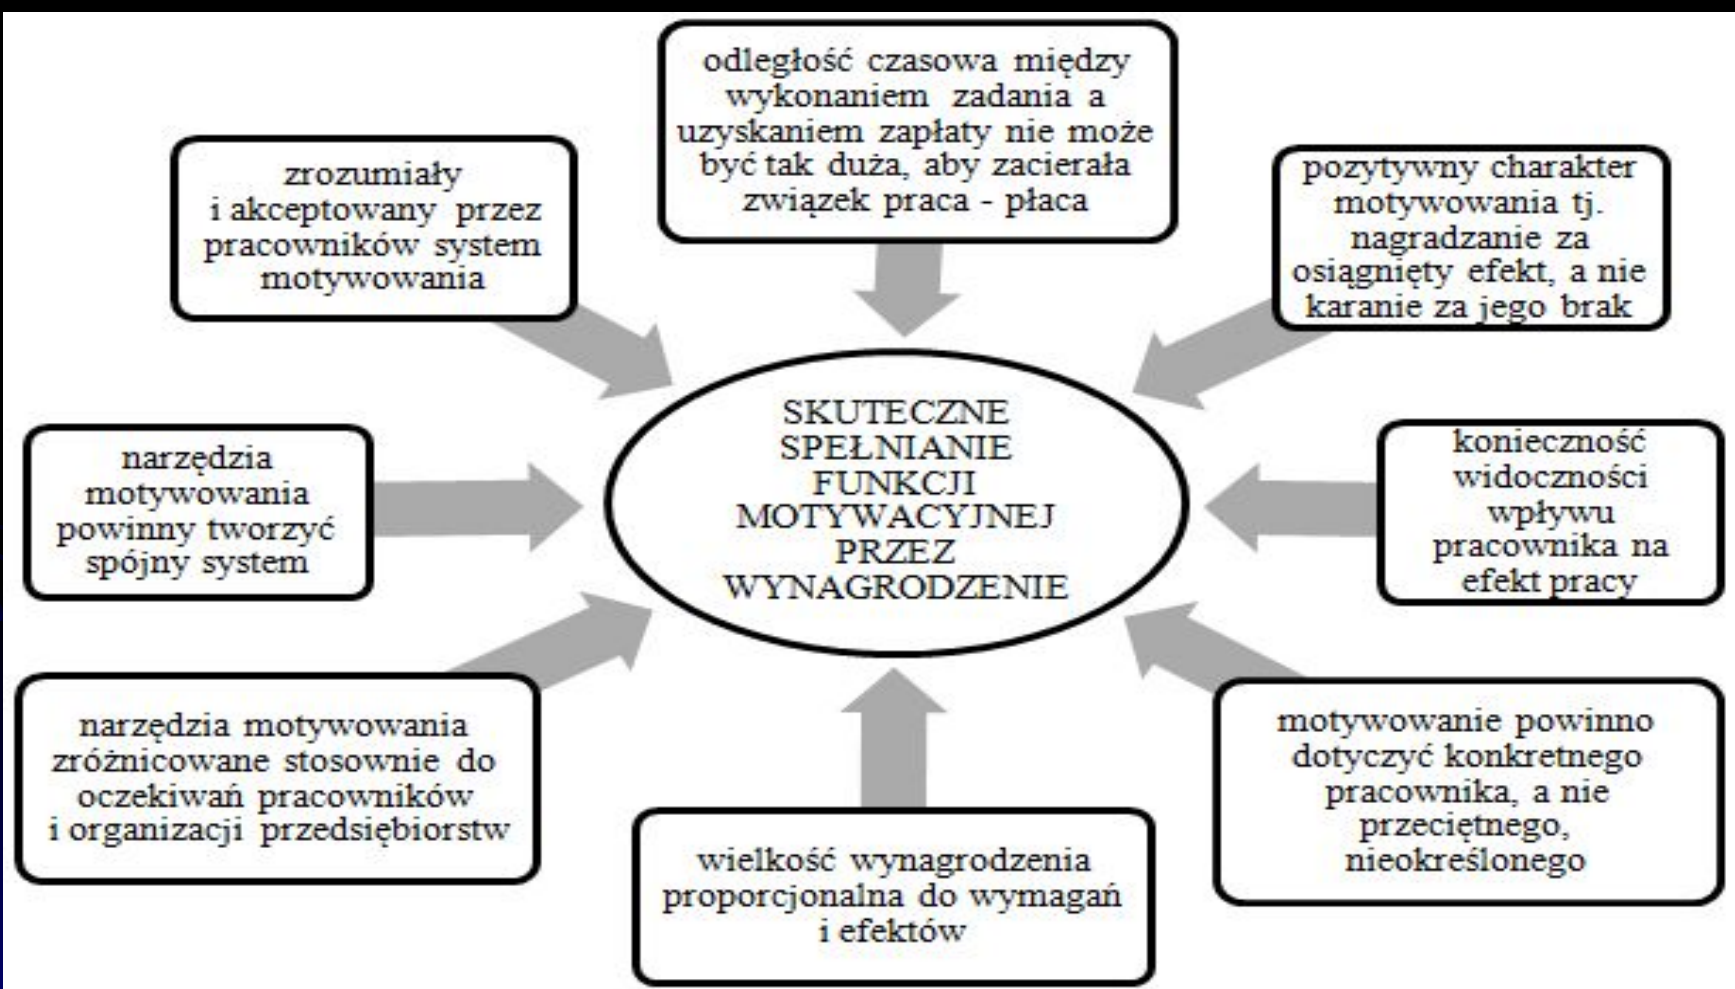 odległość czasowa między
wykonaniem zadania a
uzyskaniem zapłaty nie może
być tak duża, aby zacierała
związek praca - płaca
zrozumiały
i akceptowany przez
pracowników system
motywowania
pozytywny charakter
motywowania tj.
nagradzanie za
osiągnięty efekt, a nie
karanie za jego brak
SKUTECZNE
SPEŁNIANIE
FUNKCJI
MOTYWACYJNEJ
PRZEZ
WYNAGRODZENIE
narzędzia
motywowania
powinny tworzyć
spójny system
konieczność
widoczności
wpływu
pracownika na
efekt pracy
narzędzia motywowania
zróżnicowane stosownie do
oczekiwań pracowników
i organizacji przedsiębiorstw
wielkość wynagrodzenia
proporcjonalna do wymagań
i efektów
motywowanie powinno
dotyczyć konkretnego
pracownika, a nie
przeciętnego,
nieokreślonego